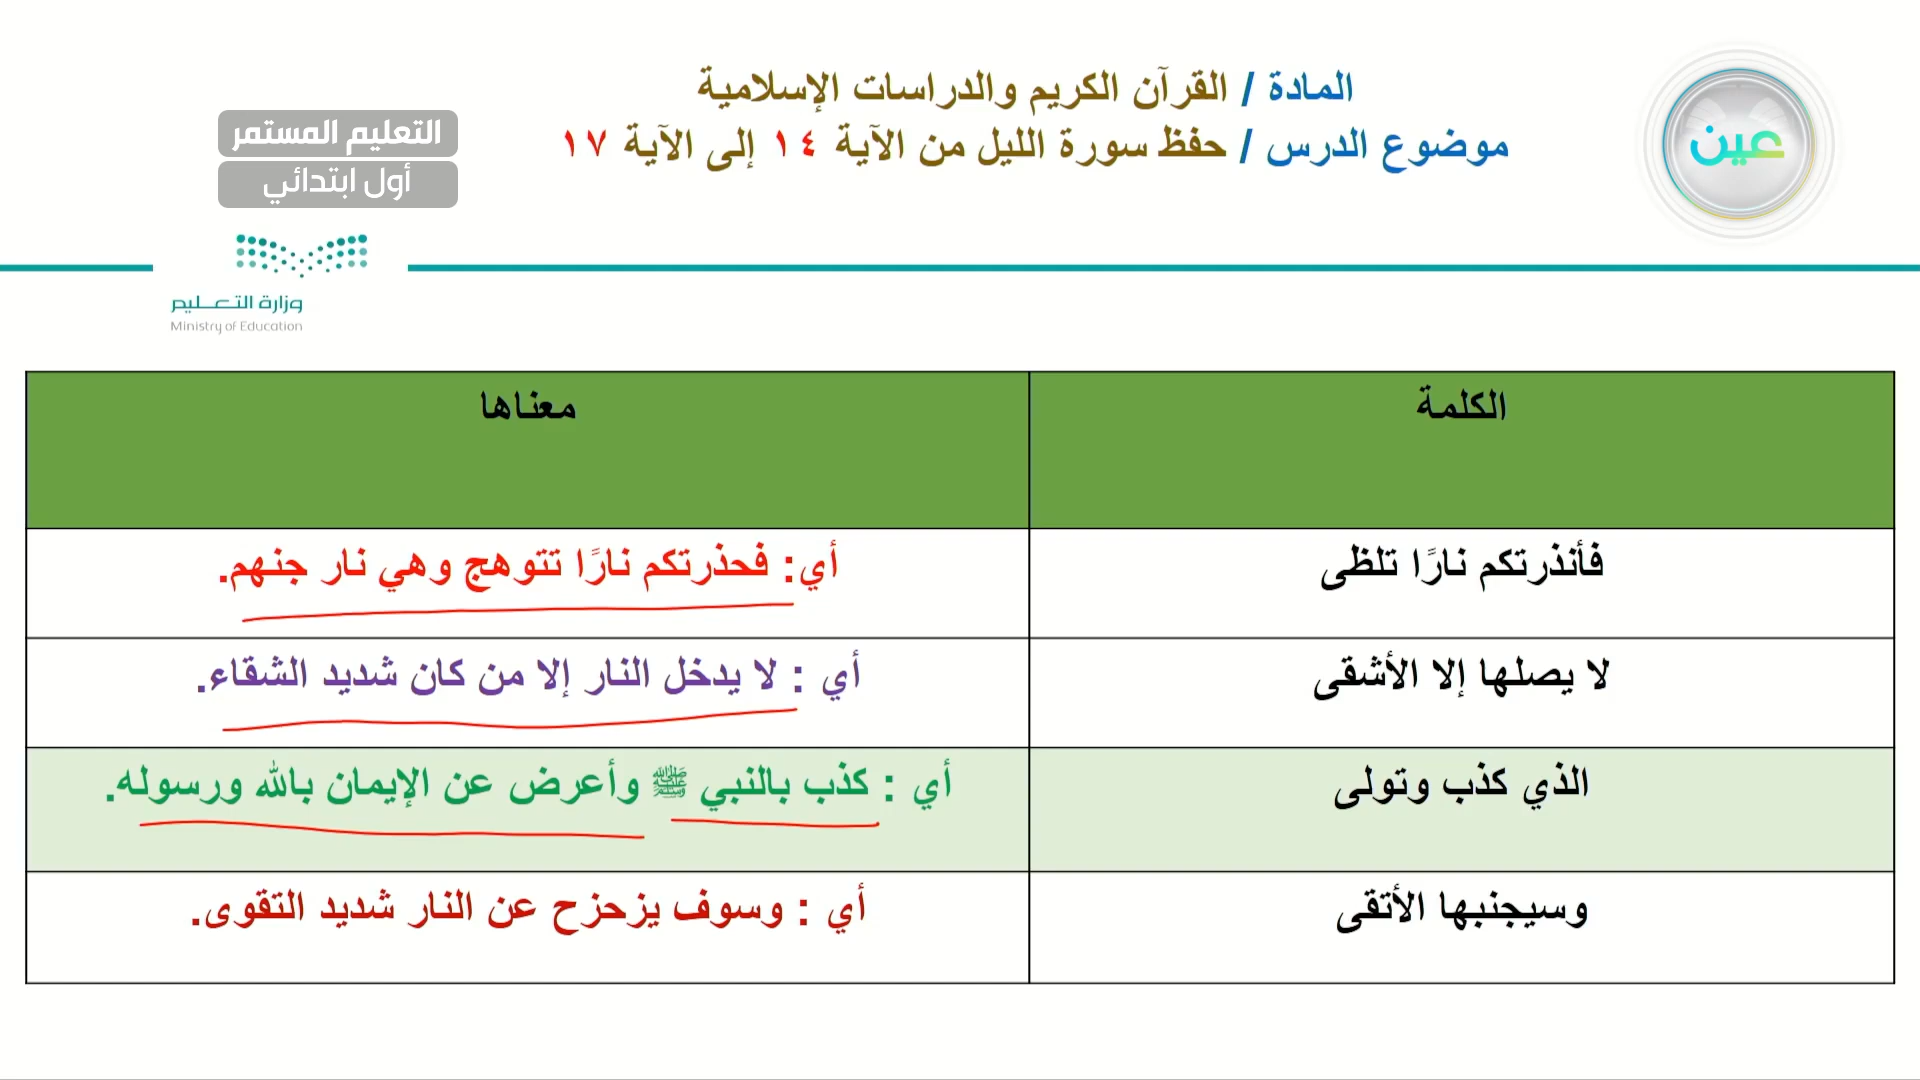 المادة / القرآن الكريم والدراسات الإسلامية
موضوع الدرس / حفظ سورة الليل من الآية ١٤ إلى الآية ١٧
عين
التعليم المستمر
أول ابتدائي
وزارة التعـليم
Ministry of Education
الكلمة
معناها
فأنذرتكم نارًا تلظى
أي: فحذرتكم نارًا تتوهج وهي نار جنهم.
لا يصلها إلا الأشقى
أي : لا يدخل النار إلا من كان شديد الشقاء.
الذي كذب وتولى
أي : كذب بالنبي ﷺ وأعرض عن الإيمان بالله ورسوله.
وسيجنبها الأتقى
أي : وسوف يزحزح عن النار شديد التقوى.